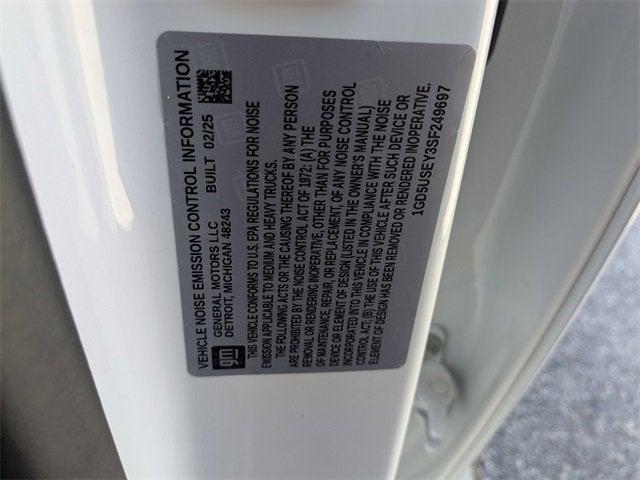 VEHICLE NOISE EMISSION CONTROL INFORMATION
GENERAL MOTORS LLC
DETROIT, MICHIGAN 48243
BUILT 02/25
gm
THIS VEHICLE CONFORMS TO U.S. EPA REGULATIONS FOR NOISE
EMISSION APPLICABLE TO MEDIUM AND HEAVY TRUCKS.
THE FOLLOWING ACTS OR THE CAUSING THEREOF BY ANY PERSON
ARE PROHIBITED BY THE NOISE CONTROL ACT OF 1972: (A) THE
REMOVAL OR RENDERING INOPERATIVE, OTHER THAN FOR PURPOSES
OF MAINTENANCE, REPAIR, OR REPLACEMENT, OF ANY NOISE CONTROL
DEVICE OR ELEMENT OF DESIGN (LISTED IN THE OWNER'S MANUAL)
INCORPORATED INTO THIS VEHICLE IN COMPLIANCE WITH THE NOISE
CONTROL ACT; (B) THE USE OF THIS VEHICLE AFTER SUCH DEVICE OR
ELEMENT OF DESIGN HAS BEEN REMOVED OR RENDERED INOPERATIVE.
1GD5USEY3SF249697